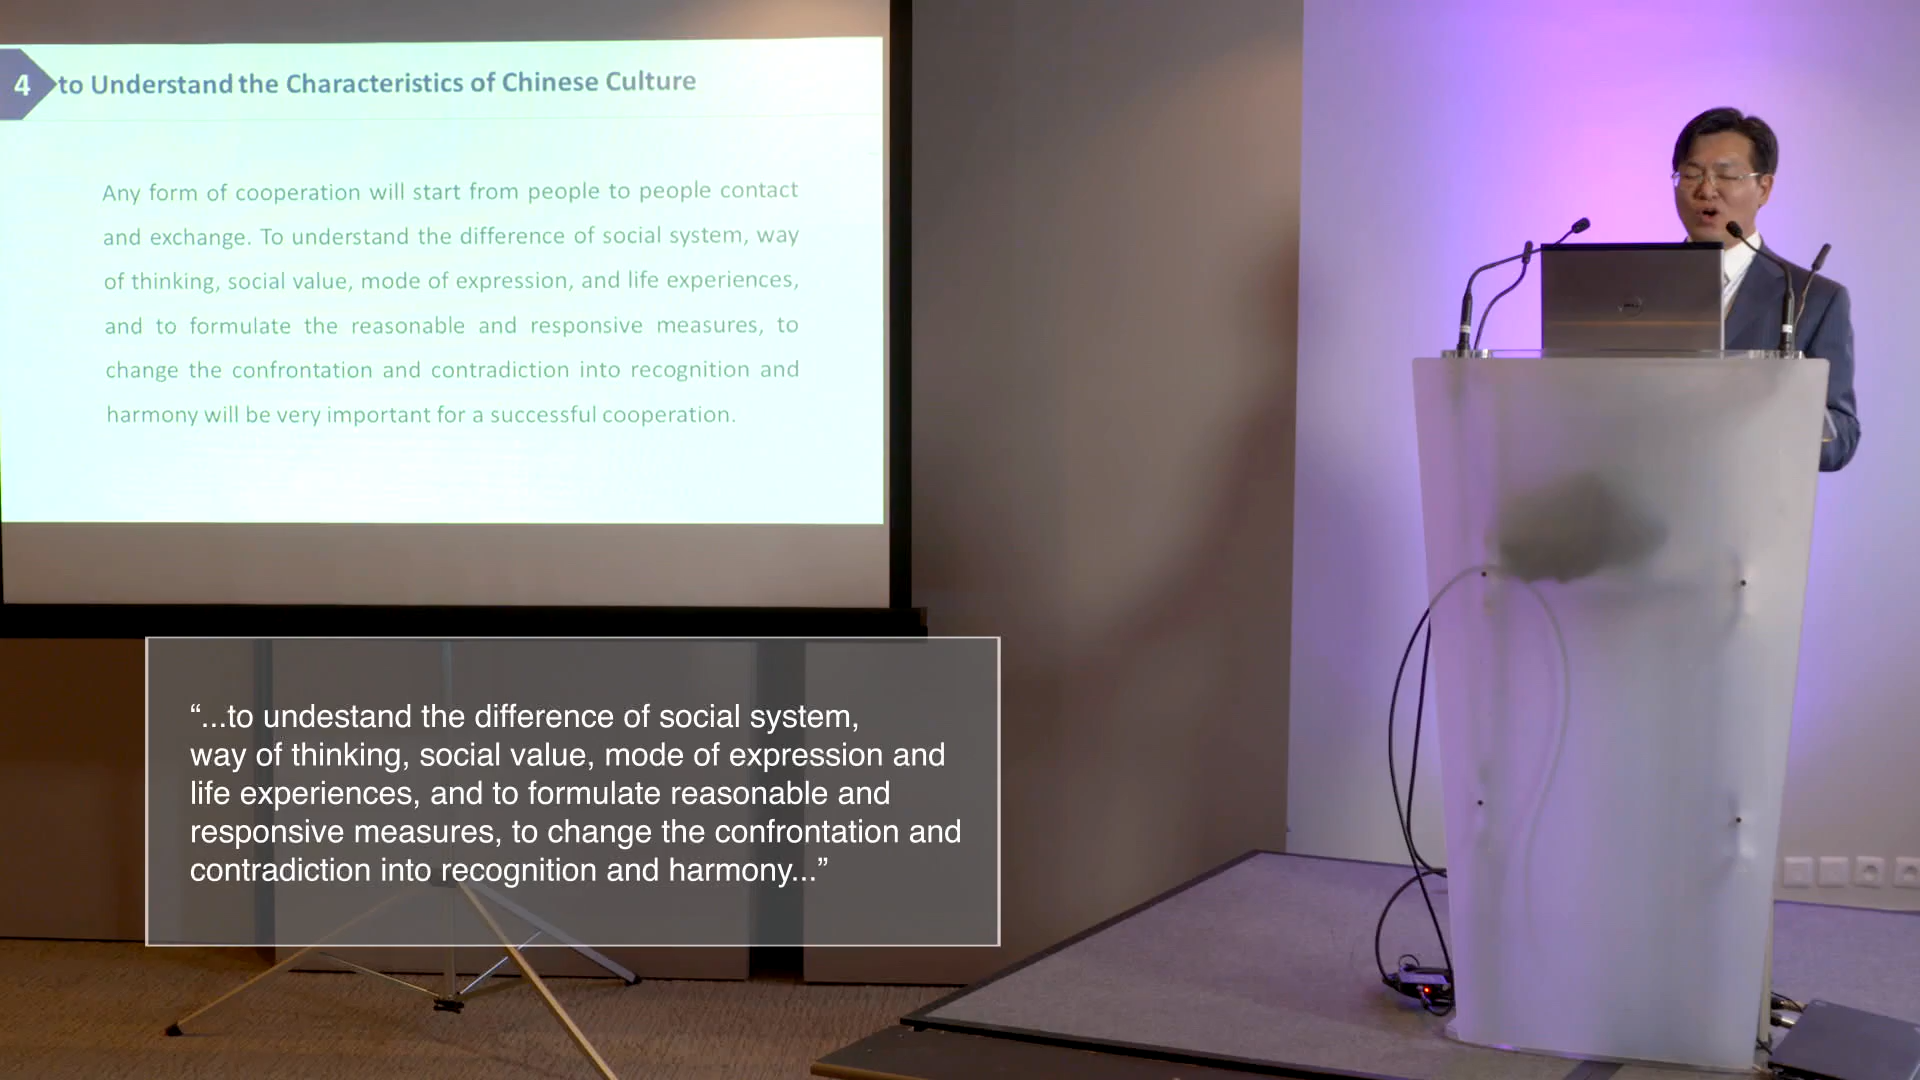 4 to Understand the Characteristics of Chinese Culture
Any form of cooperation will start from people to people contact
and exchange. To understand the difference of social system, way
of thinking, social value, mode of expression, and life experiences,
and to formulate the reasonable and responsive measures, to
change the confrontation and contradiction into recognition and
harmony will be very important for a successful cooperation.
DELL
“...to undestand the difference of social system,
way of thinking, social value, mode of expression and
life experiences, and to formulate reasonable and
responsive measures, to change the confrontation and
contradiction into recognition and harmony...”